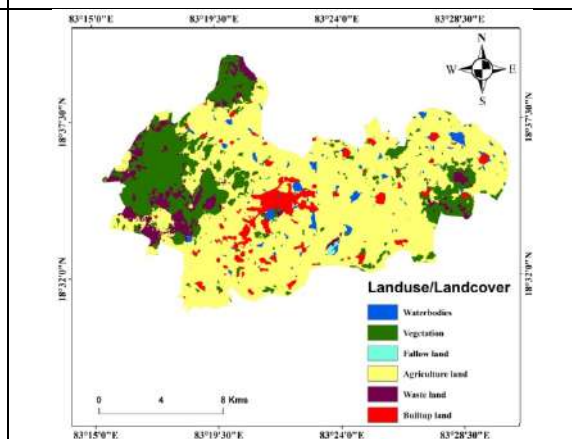 83°15'0"E 83°19'30"E 83°24'0"E 83°28'30"E
N
W E
S
18°37'30"N 18°37'30"N
18°32'0"N 18°32'0"N
Landuse/Landcover
Waterbodies
Vegetation
Fallow land
Agriculture land
Waste land
Builtup land
0 4 8 Kms
83°15'0"E 83°19'30"E 83°24'0"E 83°28'30"E